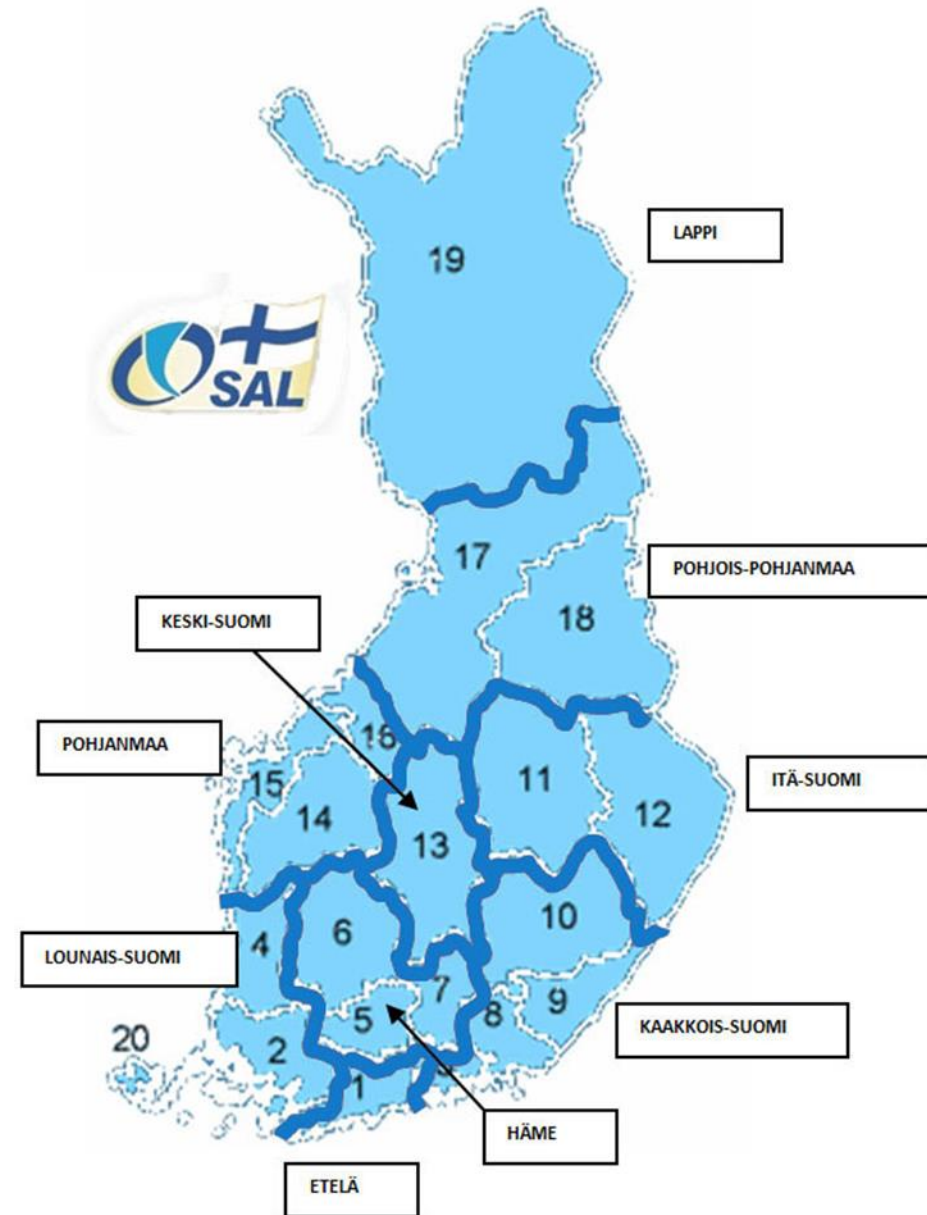 19
LAPPI
SAL
17
POHJOIS-POHJANMAA
18
KESKI-SUOMI
16
POHJANMAA
15
11
ITÄ-SUOMI
14
12
13
10
4
6
LOUNAIS-SUOMI
7
9
5
8
KAAKKOIS-SUOMI
20
2
1
HÄME
ETELÄ